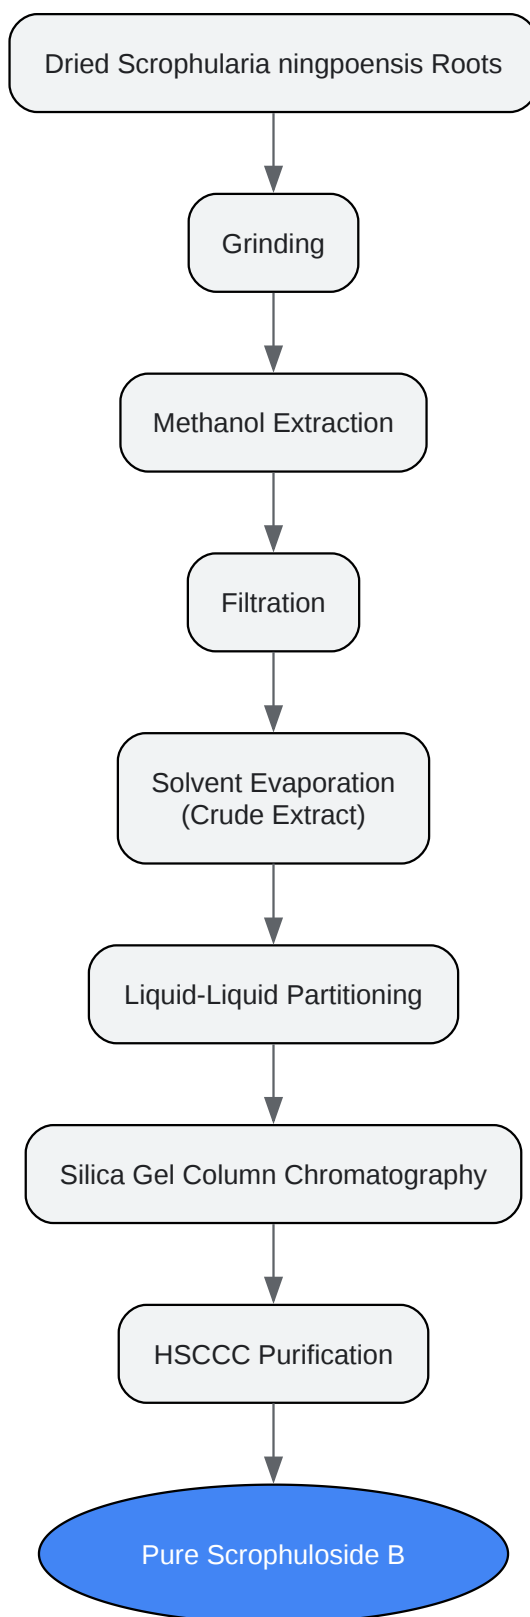 Dried Scrophularia ningpoensis Roots
Grinding
Methanol Extraction
Filtration
Solvent Evaporation
(Crude Extract)
Liquid-Liquid Partitioning
Silica Gel Column Chromatography
HSCCC Purification
Pure Scrophuloside B